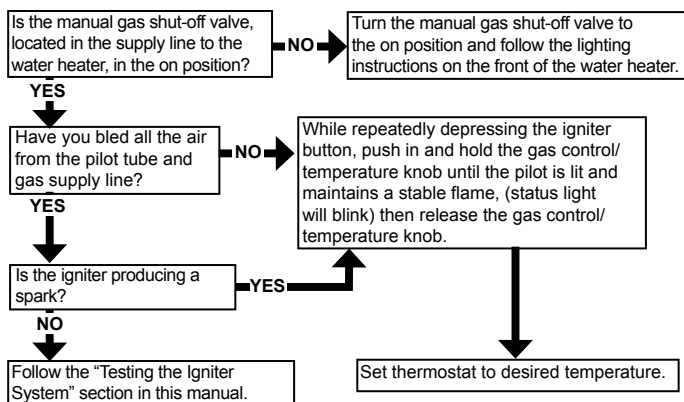 Is the manual gas shut-off valve,
located in the supply line to the
water heater, in the on position?
NO
Turn the manual gas shut-off valve to
the on position and follow the lighting
instructions on the front of the water heater.
YES
Have you bled all the air
from the pilot tube and
gas supply line?
NO
While repeatedly depressing the igniter
button, push in and hold the gas control/
temperature knob until the pilot is lit and
maintains a stable flame, (status light
will blink) then release the gas control/
temperature knob.
YES
Is the igniter producing a
spark?
YES
NO
Follow the “Testing the Igniter
System” section in this manual.
Set thermostat to desired temperature.